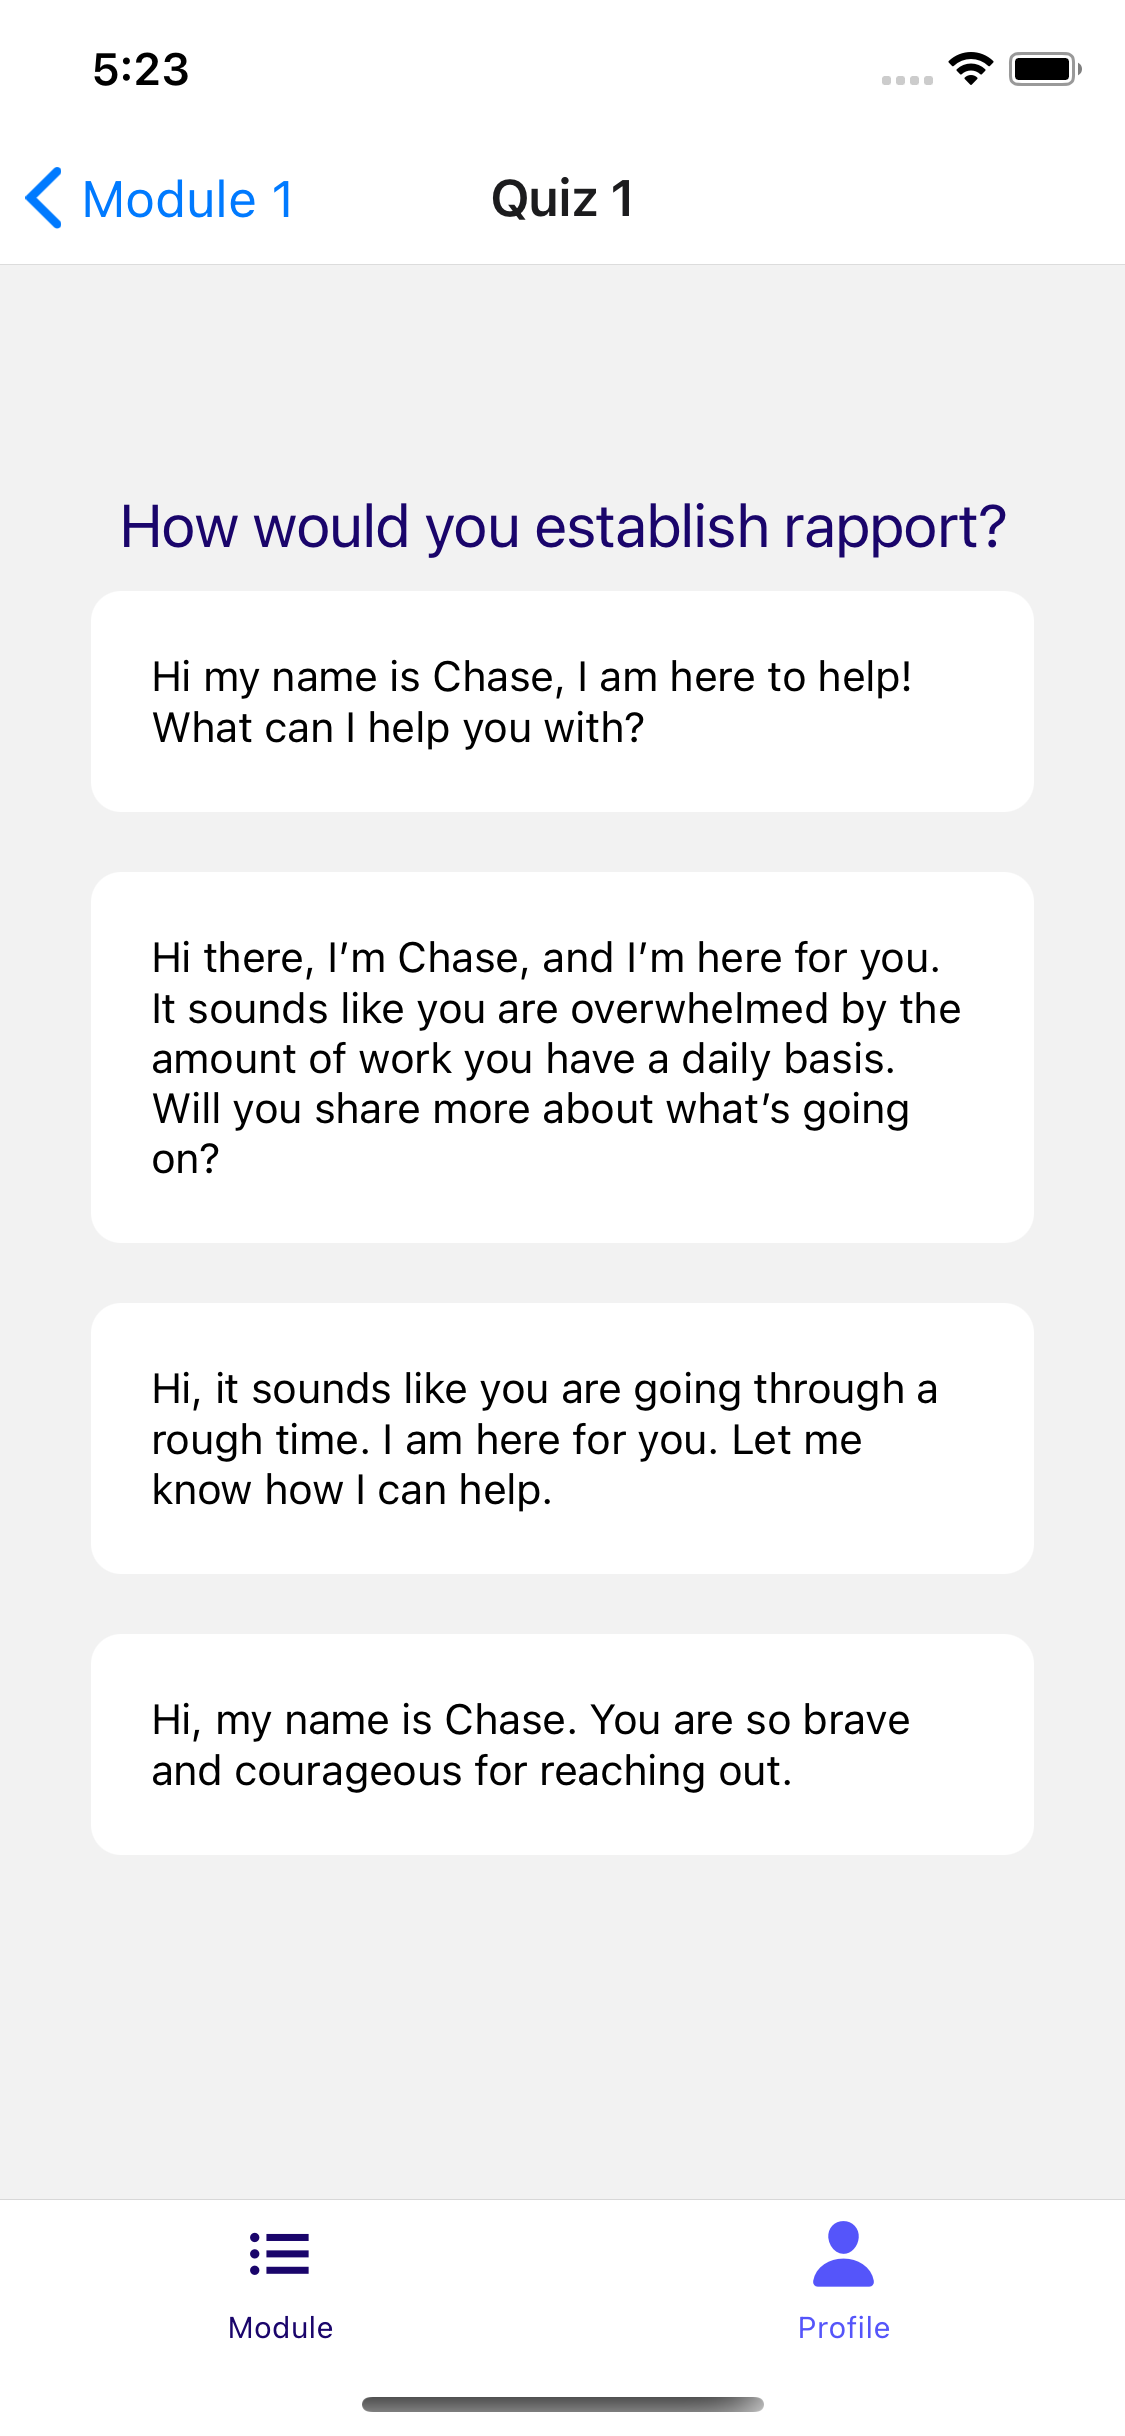 5:23
Module 1
Quiz 1
How would you establish rapport?
Hi my name is Chase, I am here to help!
What can I help you with?
Hi there, I’m Chase, and I’m here for you.
It sounds like you are overwhelmed by the
amount of work you have a daily basis.
Will you share more about what’s going
on?
Hi, it sounds like you are going through a
rough time. I am here for you. Let me
know how I can help.
Hi, my name is Chase. You are so brave
and courageous for reaching out.
Module
Profile